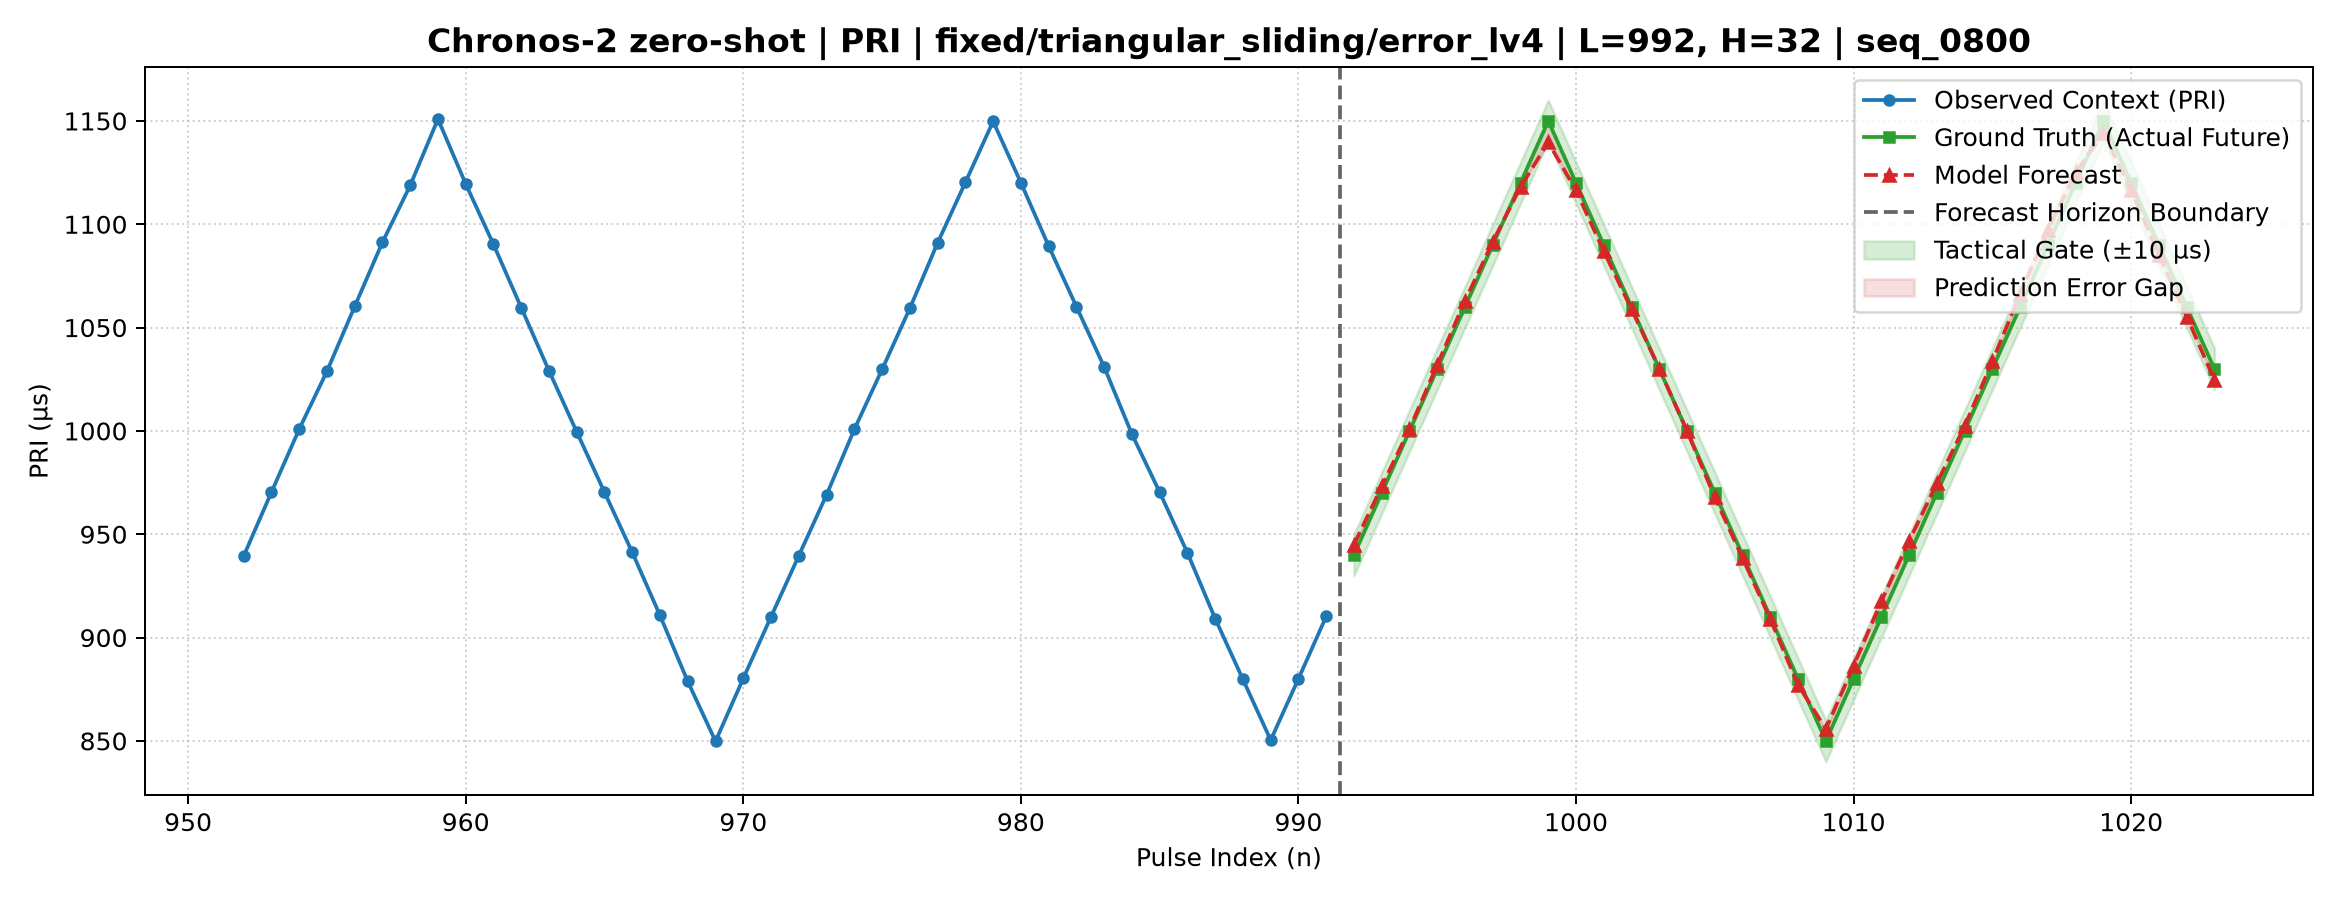 Chronos-2 zero-shot | PRI | fixed/triangular_sliding/error_lv4 | L=992, H=32 | seq_0800
Observed Context (PRI)
Ground Truth (Actual Future)
Model Forecast
Forecast Horizon Boundary
Tactical Gate (±10 μs)
Prediction Error Gap
PRI (μs)
1150
1100
1050
1000
950
900
850
950 960 970 980 990 1000 1010 1020
Pulse Index (n)